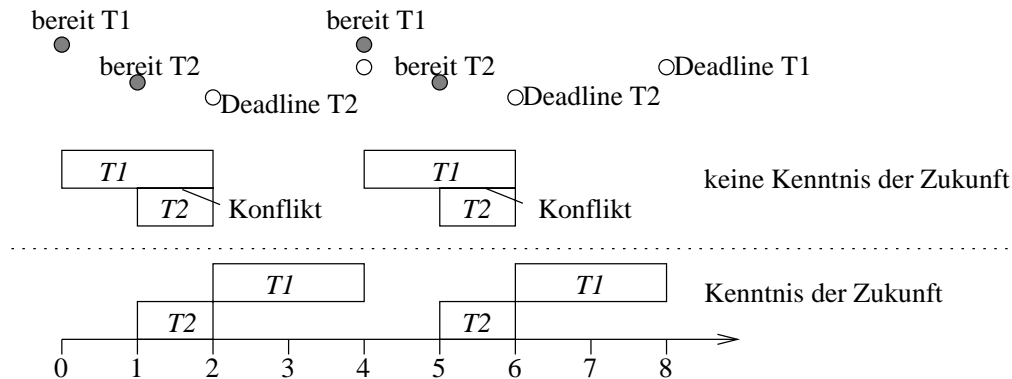 bereit T1 bereit T1
bereit T2 bereit T2 Deadline T1
Deadline T2 Deadline T2
T1 T1 keine Kenntnis der Zukunft
T2 Konflikt T2 Konflikt
T1 T1 Kenntnis der Zukunft
T2 T2
0 1 2 3 4 5 6 7 8